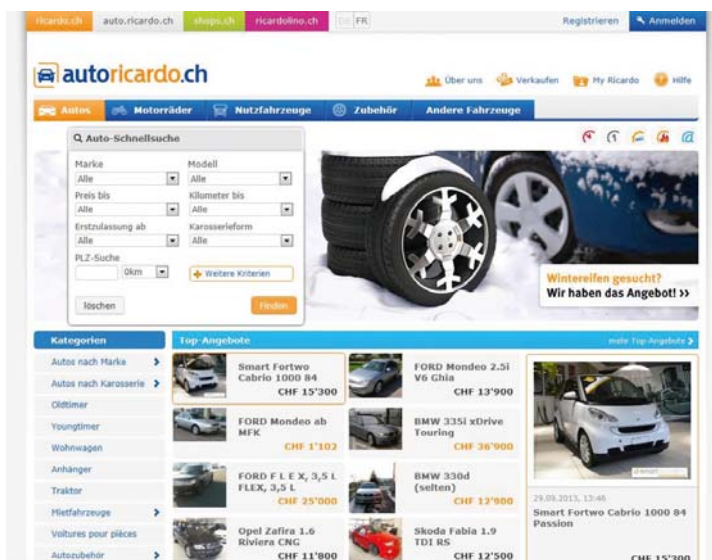 ricardo.ch auto.ricardo.ch shops.ch ricardolino.ch DE FR Registrieren Anmelden
autoricardo.ch
Über uns Verkaufen My Ricardo Hilfe
Autos Motorräder Nutzfahrzeuge Zubehör Andere Fahrzeuge
Auto-Schnellsuche
Marke Modell
Alle Alle
Preis bis Kilometer bis
Alle Alle
Erstzulassung ab Karosserieform
Alle Alle
PLZ-Suche
0km + Weitere Kriterien
löschen Finden
Wintereifen gesucht?
Wir haben das Angebot! >>
Kategorien
Autos nach Marke
Autos nach Karosserie
Oldtimer
Youngtimer
Wohnwagen
Anhänger
Traktor
Mietfahrzeuge
Voitures pour pièces
Autozubehör
Top-Angebote mehr Top-Angebote
Smart Fortwo
Cabrio 1000 84
CHF 15'300
FORD Mondeo 2.5i
V6 Ghia
CHF 13'900
FORD Mondeo ab
MFK
CHF 1'102
BMW 335i xDrive
Touring
CHF 36'900
FORD F L E X, 3,5 L
FLEX, 3,5 L
CHF 25'000
BMW 330d
(selten)
CHF 12'900
Opel Zafira 1.6
Riviera CNG
CHF 11'800
Skoda Fabia 1.9
TDI RS
CHF 12'500
29.09.2013, 13:46
Smart Fortwo Cabrio 1000 84
Passion
CHF 15'300